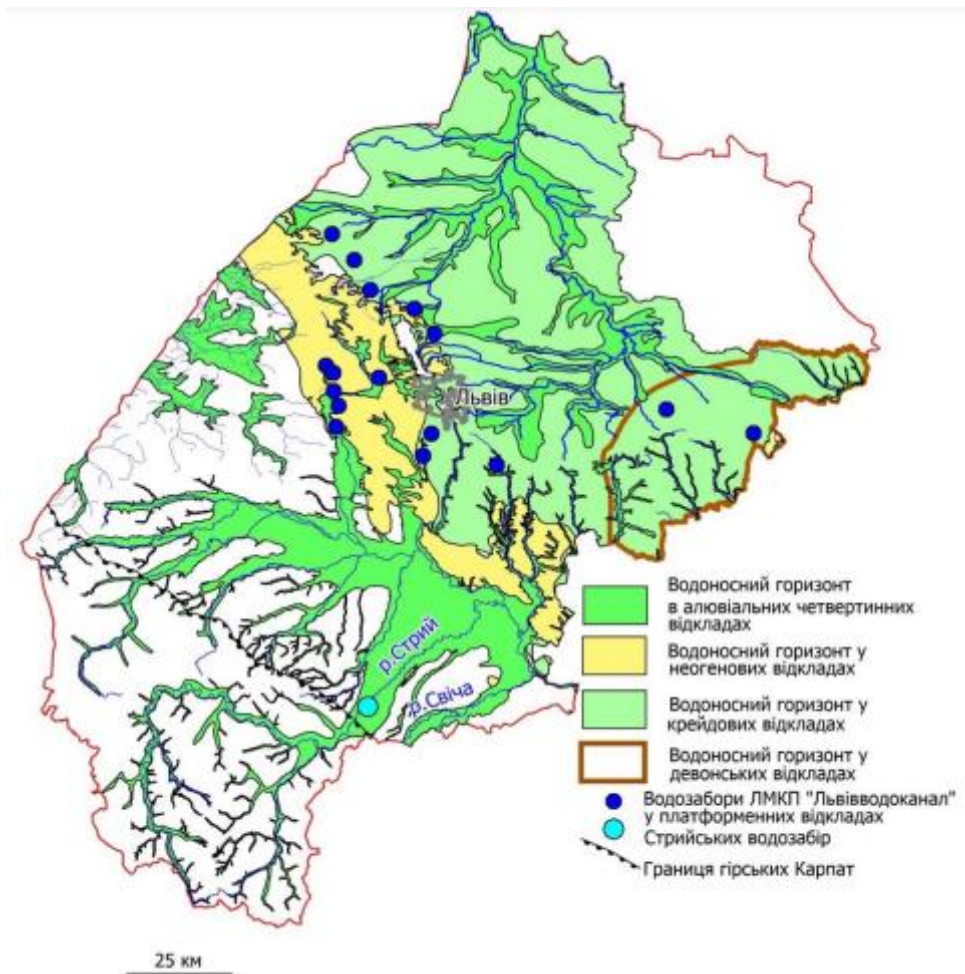 Львів
р.Стрий
р.Свіча
Водоносний горизонт
в алювіальних четвертинних
відкладах
Водоносний горизонт у
неогенових відкладах
Водоносний горизонт у
крейдових відкладах
Водоносний горизонт у
девонських відкладах
Водозабори ЛМКП "Львівводоканал"
у платформенних відкладах
Стрийських водозабір
Границя гірських Карпат
25 км